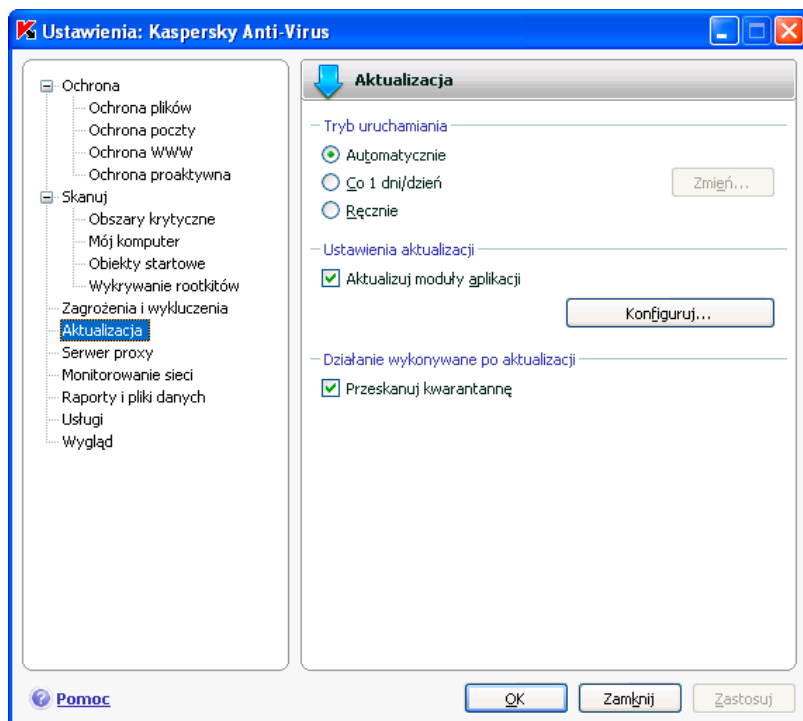 Ustawienia: Kaspersky Anti-Virus
Ochrona
Ochrona plików
Ochrona poczty
Ochrona WWW
Ochrona proaktywna
Skanuj
Obszary krytyczne
Mój komputer
Obiekty startowe
Wykrywanie rootkitów
Zagrożenia i wykluczenia
Aktualizacja
Serwer proxy
Monitorowanie sieci
Raporty i pliki danych
Usługi
Wygląd
Aktualizacja
Tryb uruchamiania
Automatycznie
Co 1 dni/dzień
Zmień...
Ręcznie
Ustawienia aktualizacji
Aktualizuj moduły aplikacji
Konfiguruj...
Działanie wykonywane po aktualizacji
Przeskanuj kwarantannę
Pomoc
OK
Zamknij
Zastosuj